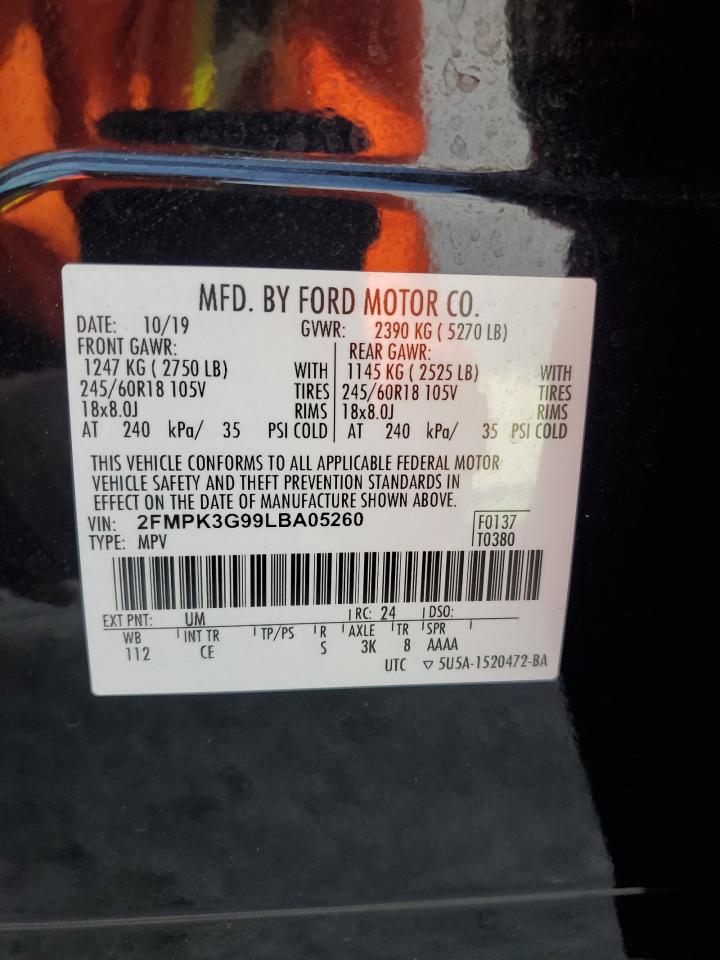 MFD. BY FORD MOTOR CO.
DATE: 10/19 GVWR: 2390 KG ( 5270 LB)
FRONT GAWR: REAR GAWR:
1247 KG ( 2750 LB) WITH 1145 KG ( 2525 LB) WITH
245/60R18 105V TIRES 245/60R18 105V TIRES
18x8.0J RIMS 18x8.0J RIMS
AT 240 kPa/ 35 PSI COLD AT 240 kPa/ 35 PSI COLD
THIS VEHICLE CONFORMS TO ALL APPLICABLE FEDERAL MOTOR
VEHICLE SAFETY AND THEFT PREVENTION STANDARDS IN
EFFECT ON THE DATE OF MANUFACTURE SHOWN ABOVE.
VIN: 2FMPK3G99LBA05260 F0137
TYPE: MPV T0380
EXT PNT: UM RC: 24 DSO:
WB INT TR TP/PS R AXLE TR SPR
112 CE S 3K 8 AAAA
UTC ▽ 5U5A-1520472-BA